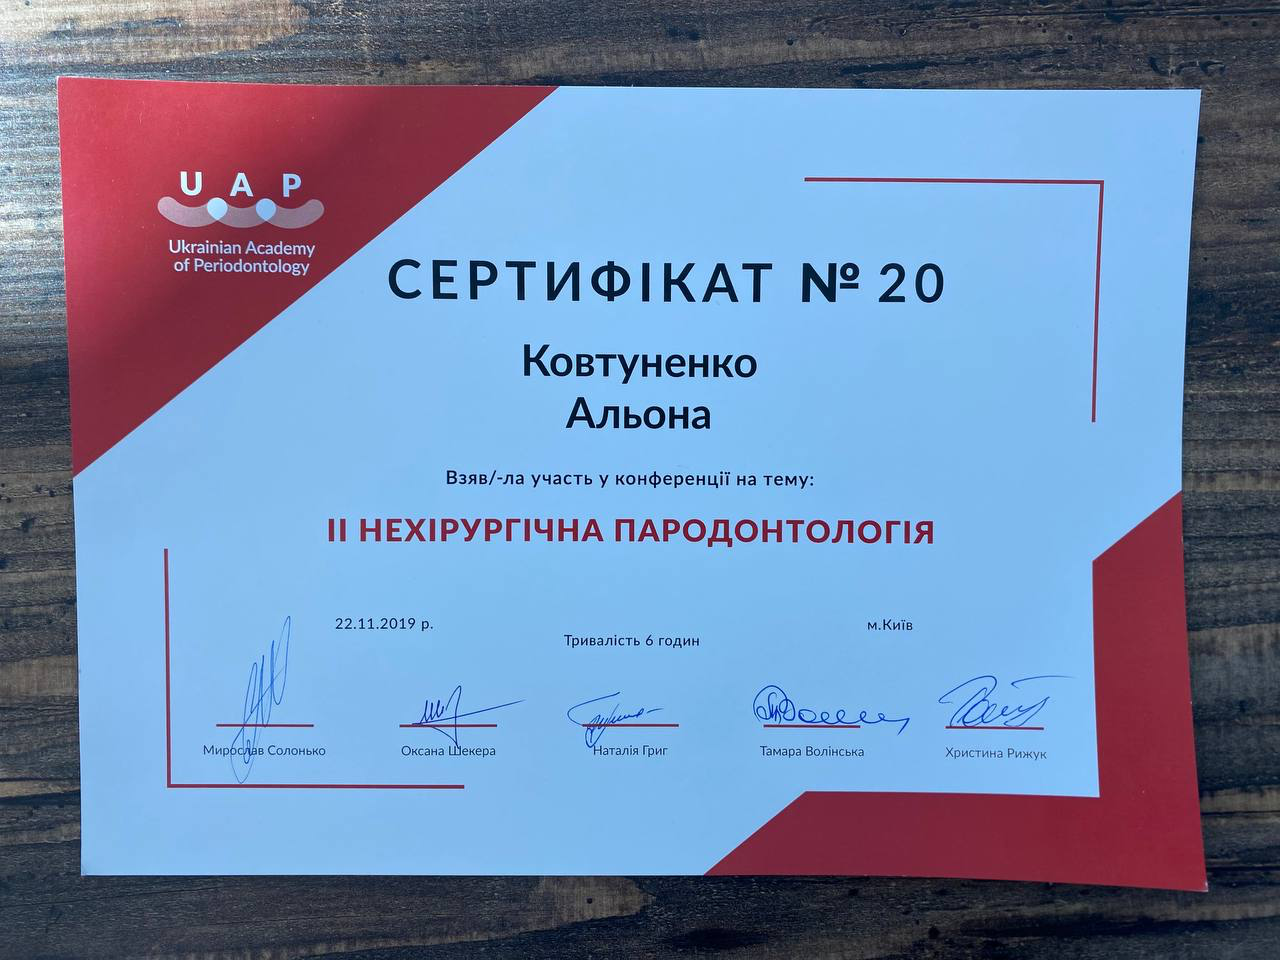 UAP
Ukrainian Academy
of Periodontology
СЕРТИФІКАТ № 20
Ковтуненко
Альона
Взяв/-ла участь у конференції на тему:
ІІ НЕХІРУРГІЧНА ПАРОДОНТОЛОГІЯ
22.11.2019 р.
Тривалість 6 годин
м.Київ
Мирослав Солонько
Оксана Шекера
Наталія Григ
Тамара Волінська
Христина Рижук